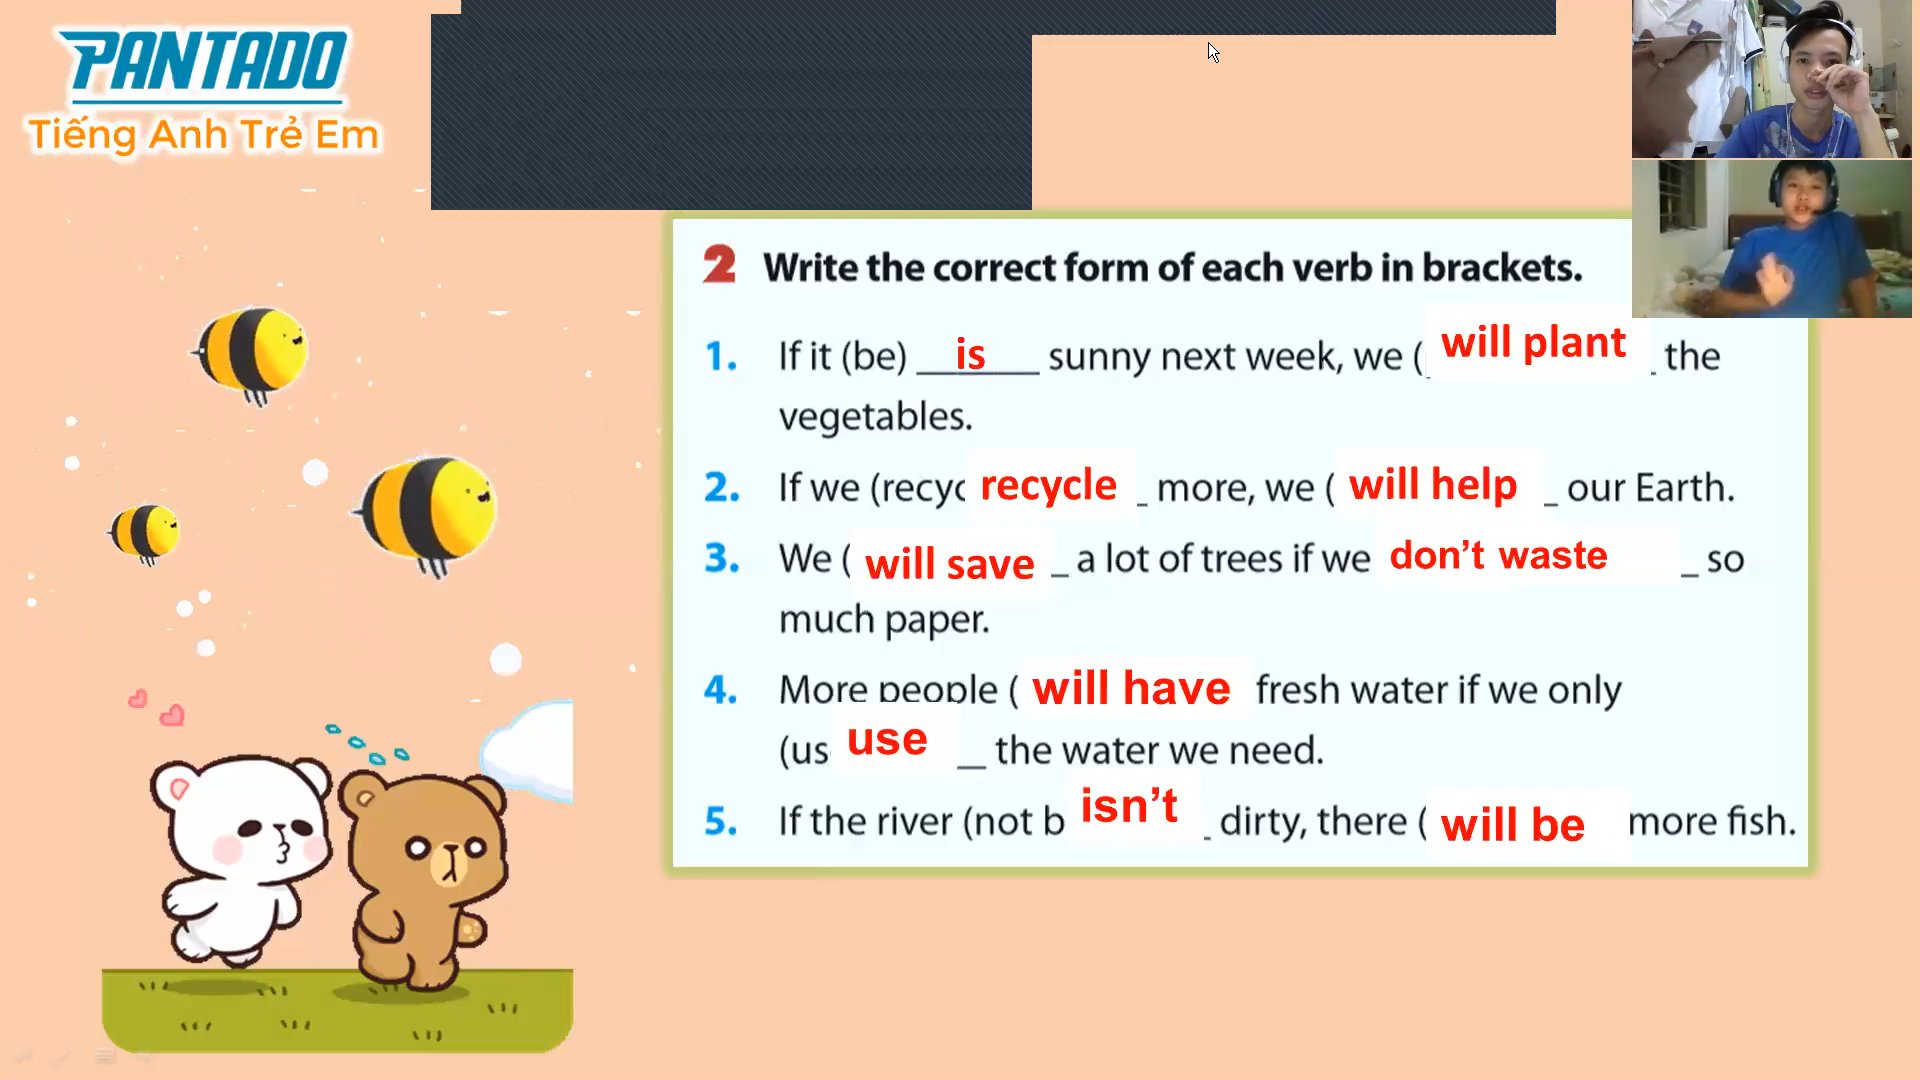 PANTADO
Tiếng Anh Trẻ Em
2 Write the correct form of each verb in brackets.
1. If it (be) ______ is sunny next week, we ( will plant _ the
vegetables.
2. If we (recyc recycle _ more, we ( will help _ our Earth.
3. We ( will save _ a lot of trees if we don't waste _ so
much paper.
4. More people ( will have fresh water if we only
(us use __ the water we need.
5. If the river (not b isn't _ dirty, there ( will be more fish.